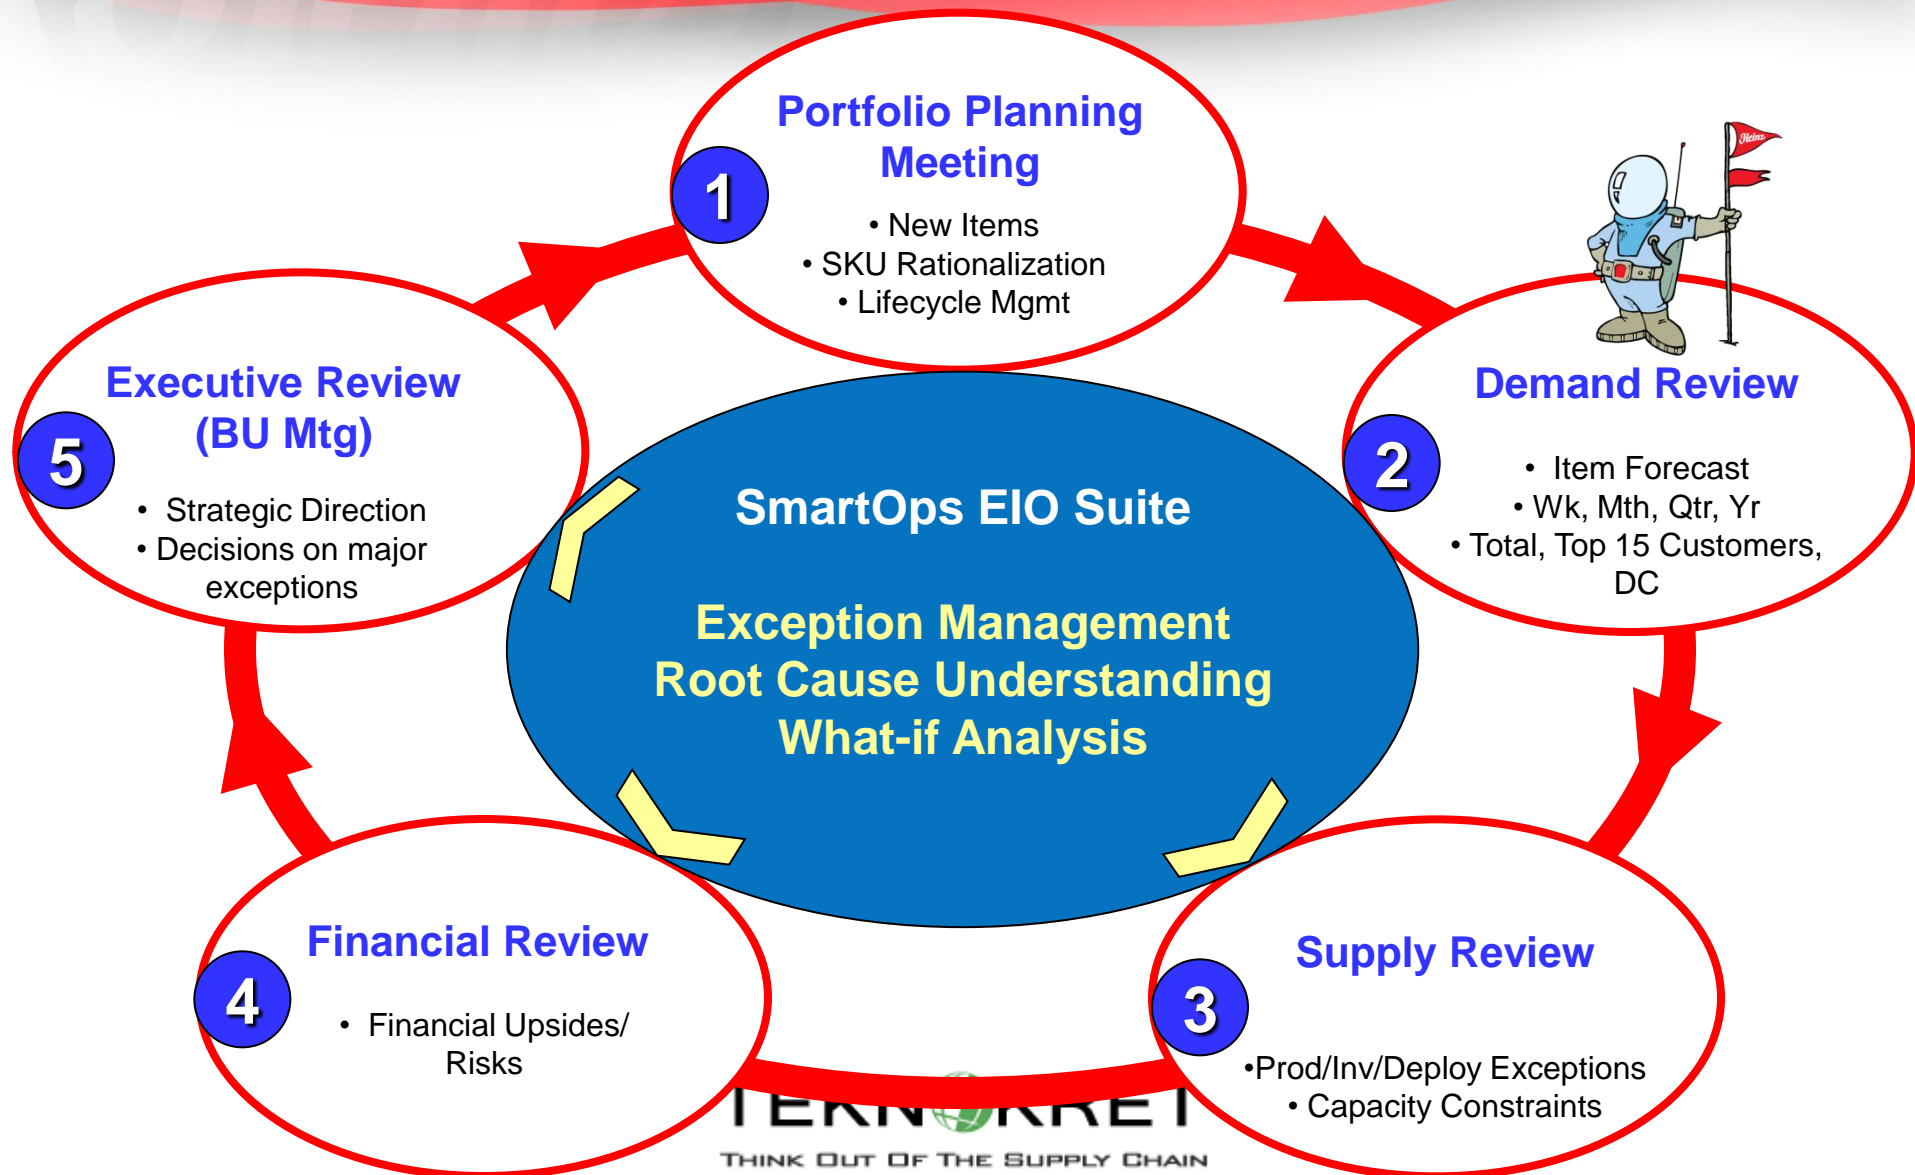 Portfolio Planning
Meeting
1
• New Items
• SKU Rationalization
• Lifecycle Mgmt
Heinz
Demand Review
2
• Item Forecast
• Wk, Mth, Qtr, Yr
• Total, Top 15 Customers,
DC
Supply Review
3
•Prod/Inv/Deploy Exceptions
• Capacity Constraints
Financial Review
4
• Financial Upsides/
Risks
Executive Review
(BU Mtg)
5
• Strategic Direction
• Decisions on major
exceptions
SmartOps EIO Suite
Exception Management
Root Cause Understanding
What-if Analysis
TEKNOKRET
THINK OUT OF THE SUPPLY CHAIN